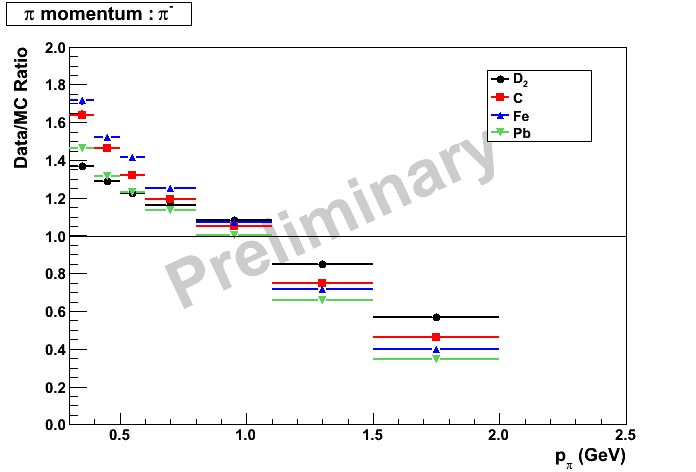 π momentum : π⁻
Data/MC Ratio
2.0
1.8
1.6
1.4
1.2
1.0
0.8
0.6
0.4
0.2
0.0
D₂
C
Fe
Pb
Preliminary
0.5
1.0
1.5
2.0
2.5
p_π (GeV)